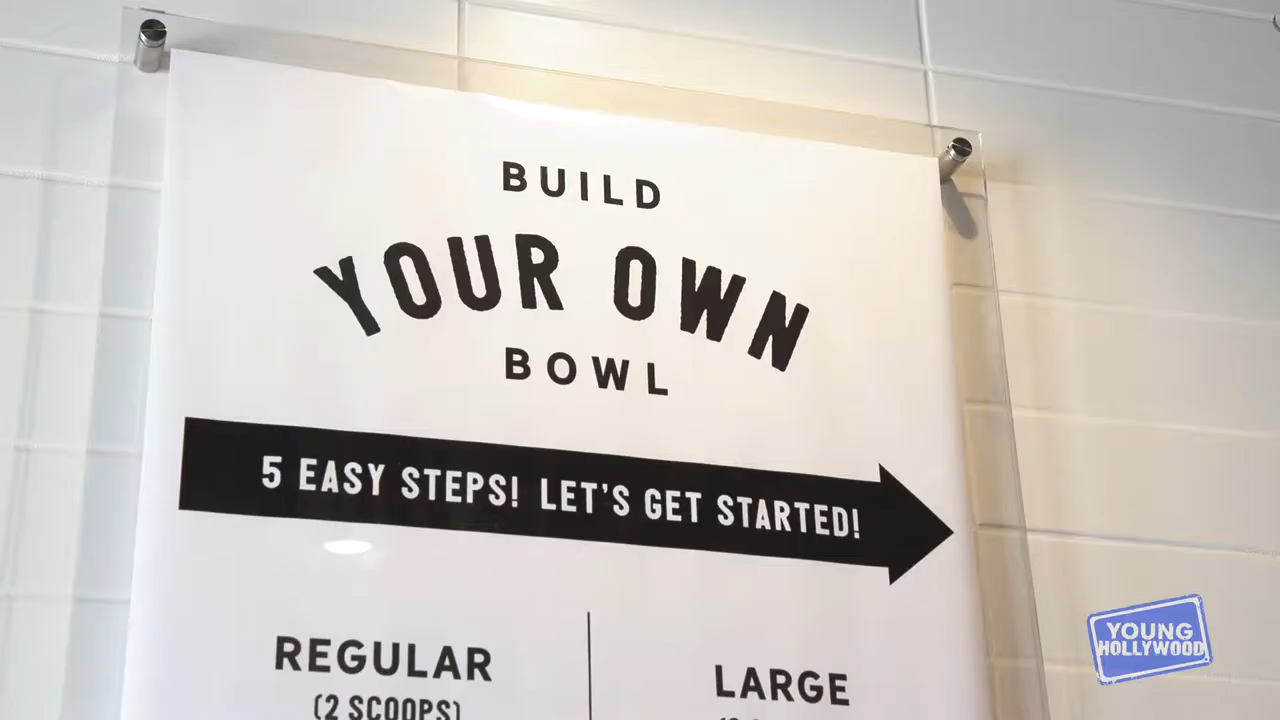 BUILD
YOUR OWN
BOWL
5 EASY STEPS! LET'S GET STARTED!
REGULAR
LARGE
(2 SCOOPS)
YOUNG
HOLLYWOOD